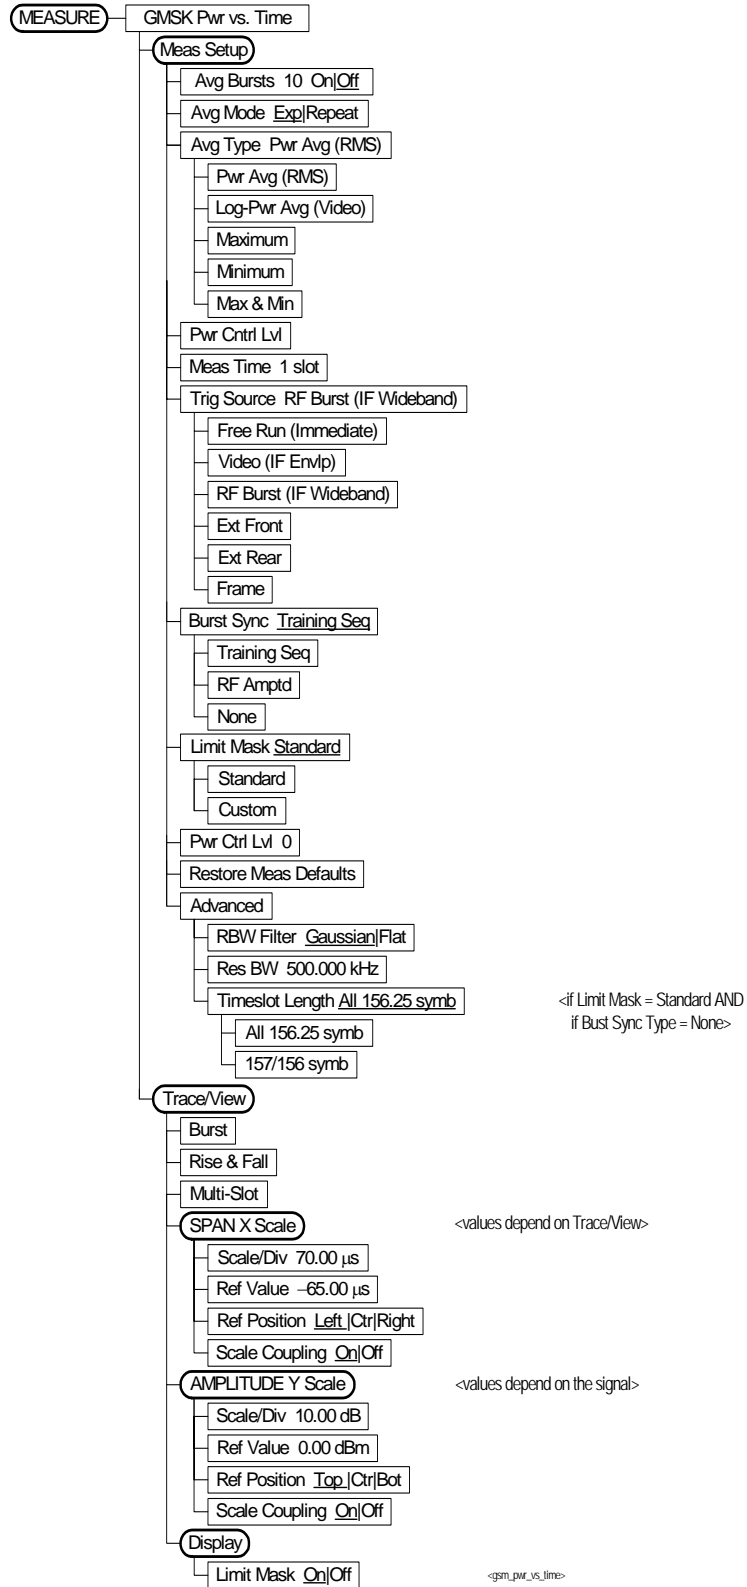 MEASURE GMSK Pwr vs. Time
Meas Setup
Avg Bursts 10 On|Off
Avg Mode Exp|Repeat
Avg Type Pwr Avg (RMS)
Pwr Avg (RMS)
Log-Pwr Avg (Video)
Maximum
Minimum
Max & Min
Pwr Cntrl Lvl
Meas Time 1 slot
Trig Source RF Burst (IF Wideband)
Free Run (Immediate)
Video (IF Envlp)
RF Burst (IF Wideband)
Ext Front
Ext Rear
Frame
Burst Sync Training Seq
Training Seq
RF Amptd
None
Limit Mask Standard
Standard
Custom
Pwr Ctrl Lvl 0
Restore Meas Defaults
Advanced
RBW Filter Gaussian|Flat
Res BW 500.000 kHz
Timeslot Length All 156.25 symb <if Limit Mask = Standard AND
if Bust Sync Type = None>
All 156.25 symb
157/156 symb
Trace/View
Burst
Rise & Fall
Multi-Slot
SPAN X Scale <values depend on Trace/View>
Scale/Div 70.00 μs
Ref Value –65.00 μs
Ref Position Left |Ctr|Right
Scale Coupling On|Off
AMPLITUDE Y Scale <values depend on the signal>
Scale/Div 10.00 dB
Ref Value 0.00 dBm
Ref Position Top |Ctr|Bot
Scale Coupling On|Off
Display
Limit Mask On|Off <gsm_pwr_vs_time>